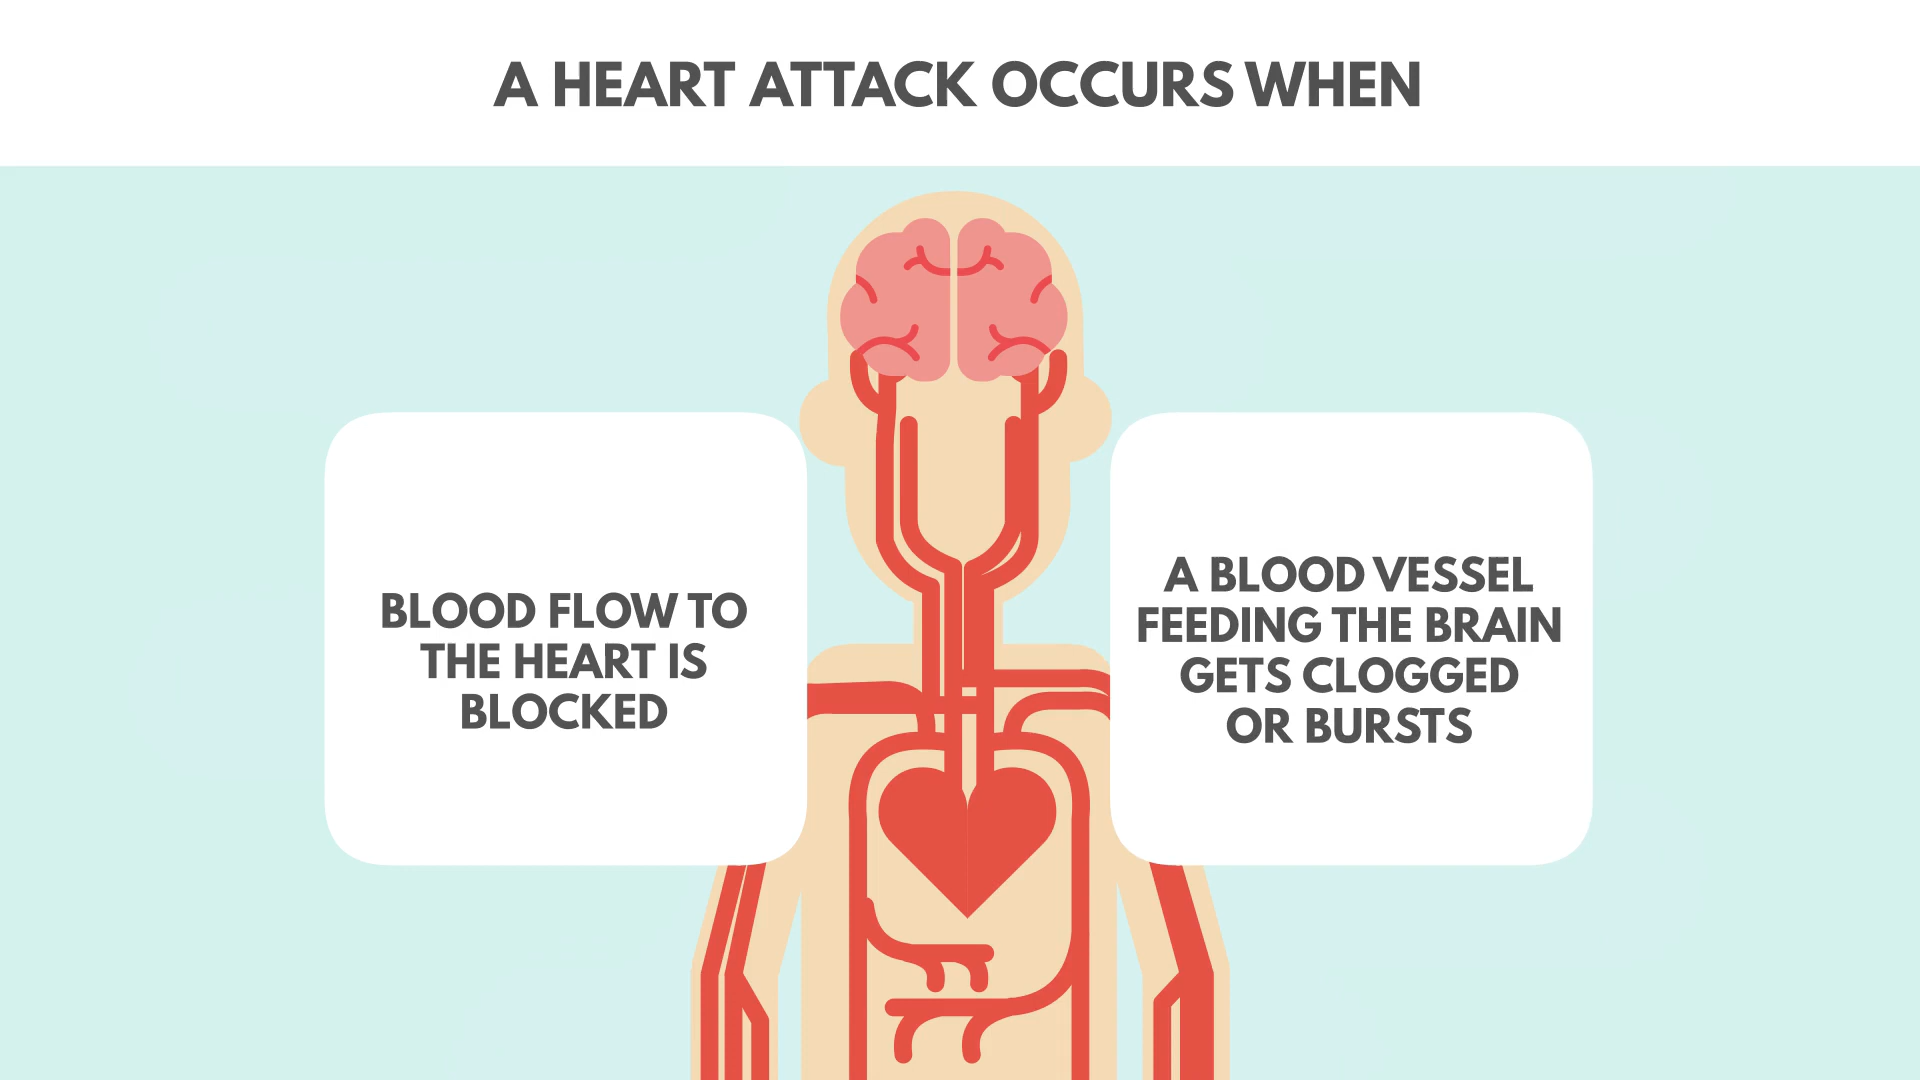 A HEART ATTACK OCCURS WHEN
BLOOD FLOW TO
THE HEART IS
BLOCKED
A BLOOD VESSEL
FEEDING THE BRAIN
GETS CLOGGED
OR BURSTS